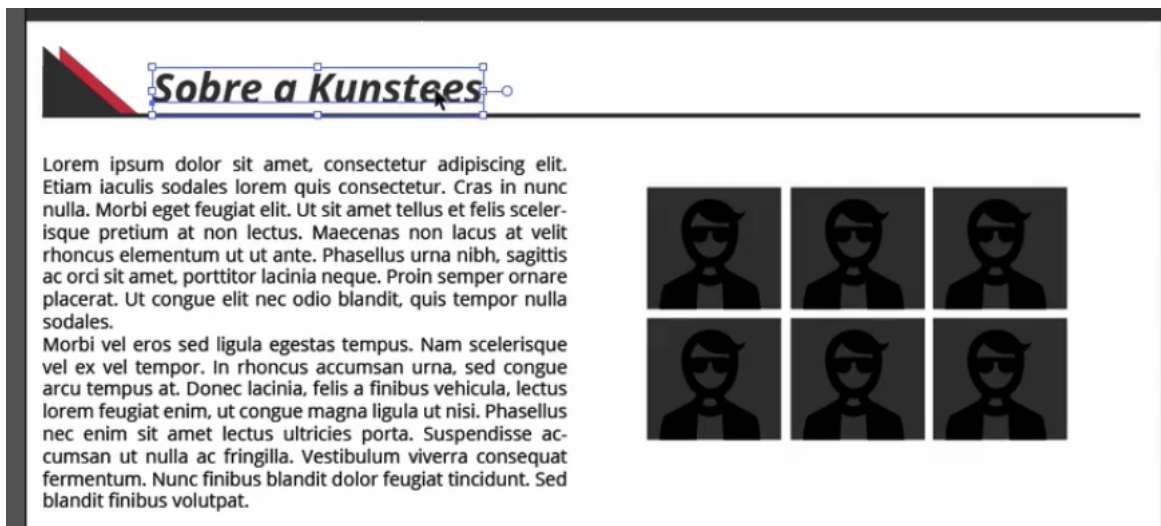 Sobre a Kunstees
Lorem ipsum dolor sit amet, consectetur adipiscing elit.
Etiam iaculis sodales lorem quis consectetur. Cras in nunc
nulla. Morbi eget feugiat elit. Ut sit amet tellus et felis sceler-
isque pretium at non lectus. Maecenas non lacus at velit
rhoncus elementum ut ut ante. Phasellus urna nibh, sagittis
ac orci sit amet, porttitor lacinia neque. Proin semper ornare
placerat. Ut congue elit nec odio blandit, quis tempor nulla
sodales.
Morbi vel eros sed ligula egestas tempus. Nam scelerisque
vel ex vel tempor. In rhoncus accumsan urna, sed congue
arcu tempus at. Donec lacinia, felis a finibus vehicula, lectus
lorem feugiat enim, ut congue magna ligula ut nisi. Phasellus
nec enim sit amet lectus ultricies porta. Suspendisse ac-
cumsan ut nulla ac fringilla. Vestibulum viverra consequat
fermentum. Nunc finibus blandit dolor feugiat tincidunt. Sed
blandit finibus volutpat.